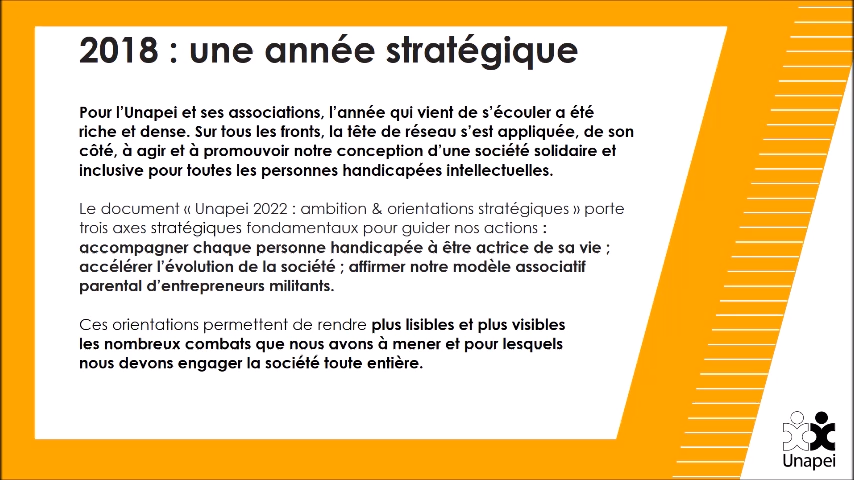 2018 : une année stratégique
Pour l’Unapei et ses associations, l’année qui vient de s’écouler a été
riche et dense. Sur tous les fronts, la tête de réseau s’est appliquée, de son
côté, à agir et à promouvoir notre conception d’une société solidaire et
inclusive pour toutes les personnes handicapées intellectuelles.
Le document « Unapei 2022 : ambition & orientations stratégiques » porte
trois axes stratégiques fondamentaux pour guider nos actions :
accompagner chaque personne handicapée à être actrice de sa vie ;
accélérer l’évolution de la société ; affirmer notre modèle associatif
parental d’entrepreneurs militants.
Ces orientations permettent de rendre plus lisibles et plus visibles
les nombreux combats que nous avons à mener et pour lesquels
nous devons engager la société toute entière.
Unapei